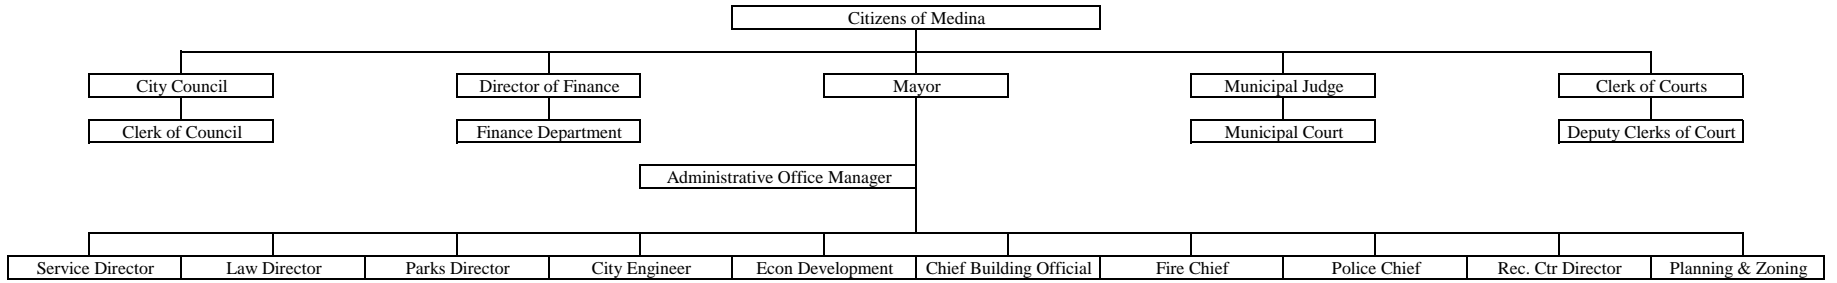 Citizens of Medina
City Council
Director of Finance
Mayor
Municipal Judge
Clerk of Courts
Clerk of Council
Finance Department
Municipal Court
Deputy Clerks of Court
Administrative Office Manager
Service Director
Law Director
Parks Director
City Engineer
Econ Development
Chief Building Official
Fire Chief
Police Chief
Rec. Ctr Director
Planning & Zoning